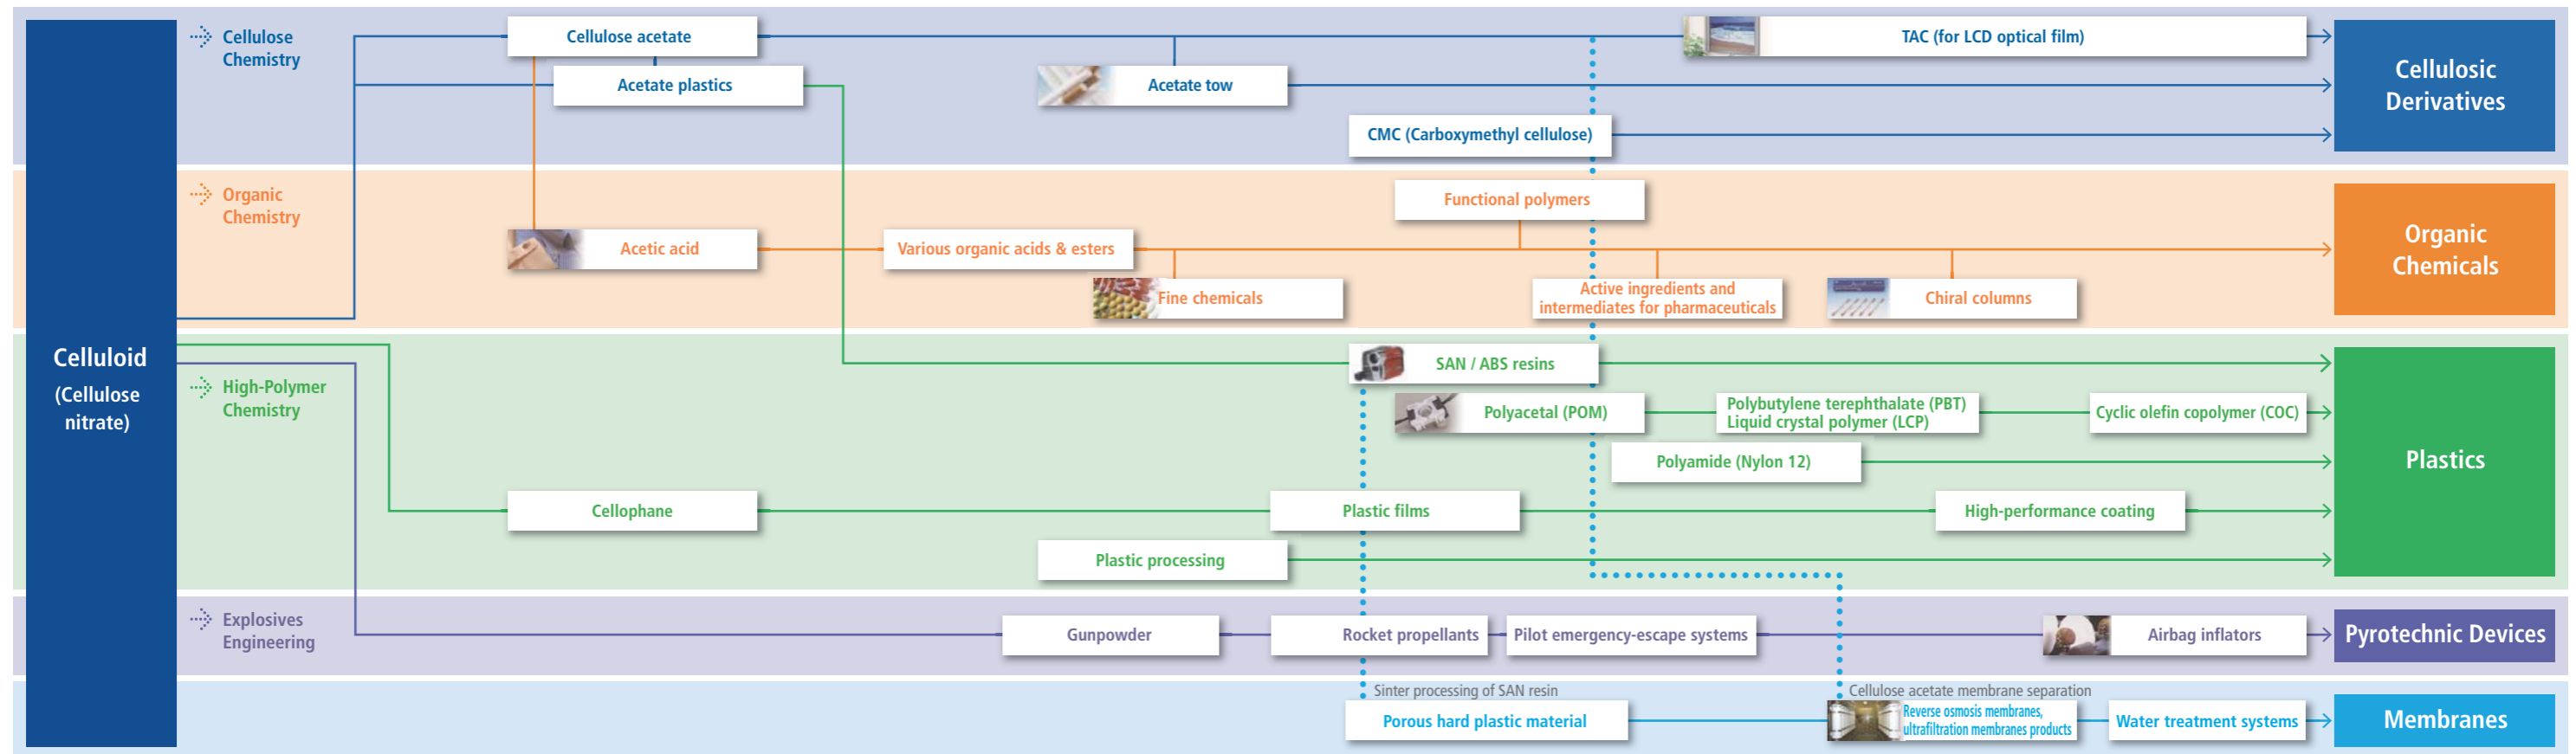 Celluloid
(Cellulose
nitrate)
Cellulose
Chemistry
Cellulose acetate
TAC (for LCD optical film)
Acetate plastics
Acetate tow
CMC (Carboxymethyl cellulose)
Cellulosic
Derivatives
Organic
Chemistry
Functional polymers
Acetic acid
Various organic acids & esters
Fine chemicals
Active ingredients and
intermediates for pharmaceuticals
Chiral columns
Organic
Chemicals
High-Polymer
Chemistry
SAN / ABS resins
Polyacetal (POM)
Polybutylene terephthalate (PBT)
Liquid crystal polymer (LCP)
Cyclic olefin copolymer (COC)
Polyamide (Nylon 12)
Cellophane
Plastic films
High-performance coating
Plastic processing
Plastics
Explosives
Engineering
Gunpowder
Rocket propellants
Pilot emergency-escape systems
Airbag inflators
Pyrotechnic Devices
Sinter processing of SAN resin
Porous hard plastic material
Cellulose acetate membrane separation
Reverse osmosis membranes,
ultrafiltration membranes products
Water treatment systems
Membranes